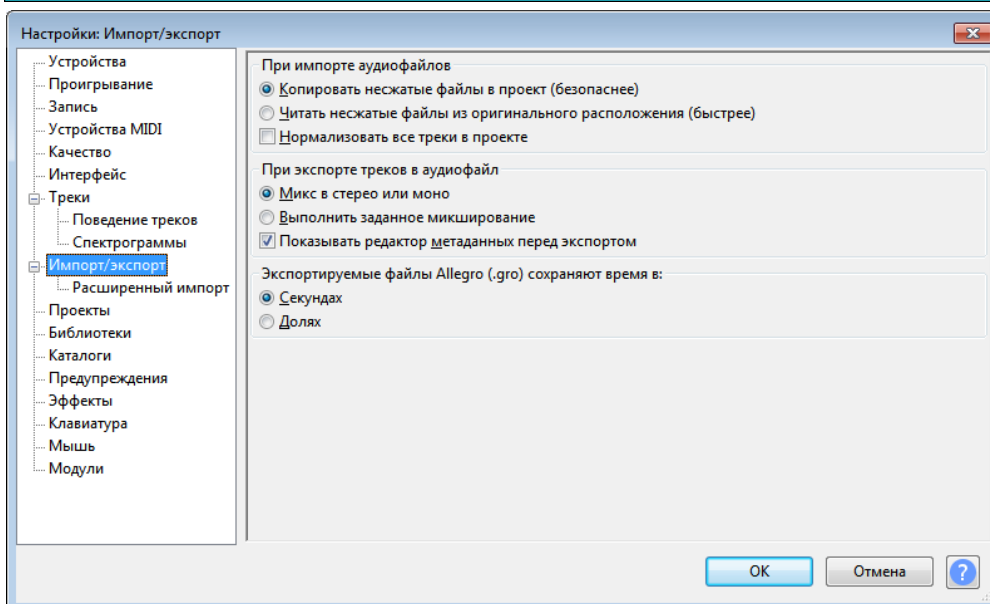 Настройки: Импорт/экспорт
Устройства
Проигрывание
Запись
Устройства MIDI
Качество
Интерфейс
Треки
Поведение треков
Спектрограммы
Импорт/экспорт
Расширенный импорт
Проекты
Библиотеки
Каталоги
Предупреждения
Эффекты
Клавиатура
Мышь
Модули
При импорте аудиофайлов
Копировать несжатые файлы в проект (безопаснее)
Читать несжатые файлы из оригинального расположения (быстрее)
Нормализовать все треки в проекте
При экспорте треков в аудиофайл
Микс в стерео или моно
Выполнить заданное микширование
Показывать редактор метаданных перед экспортом
Экспортируемые файлы Allegro (.gro) сохраняют время в:
Секундах
Долях
OK
Отмена
?